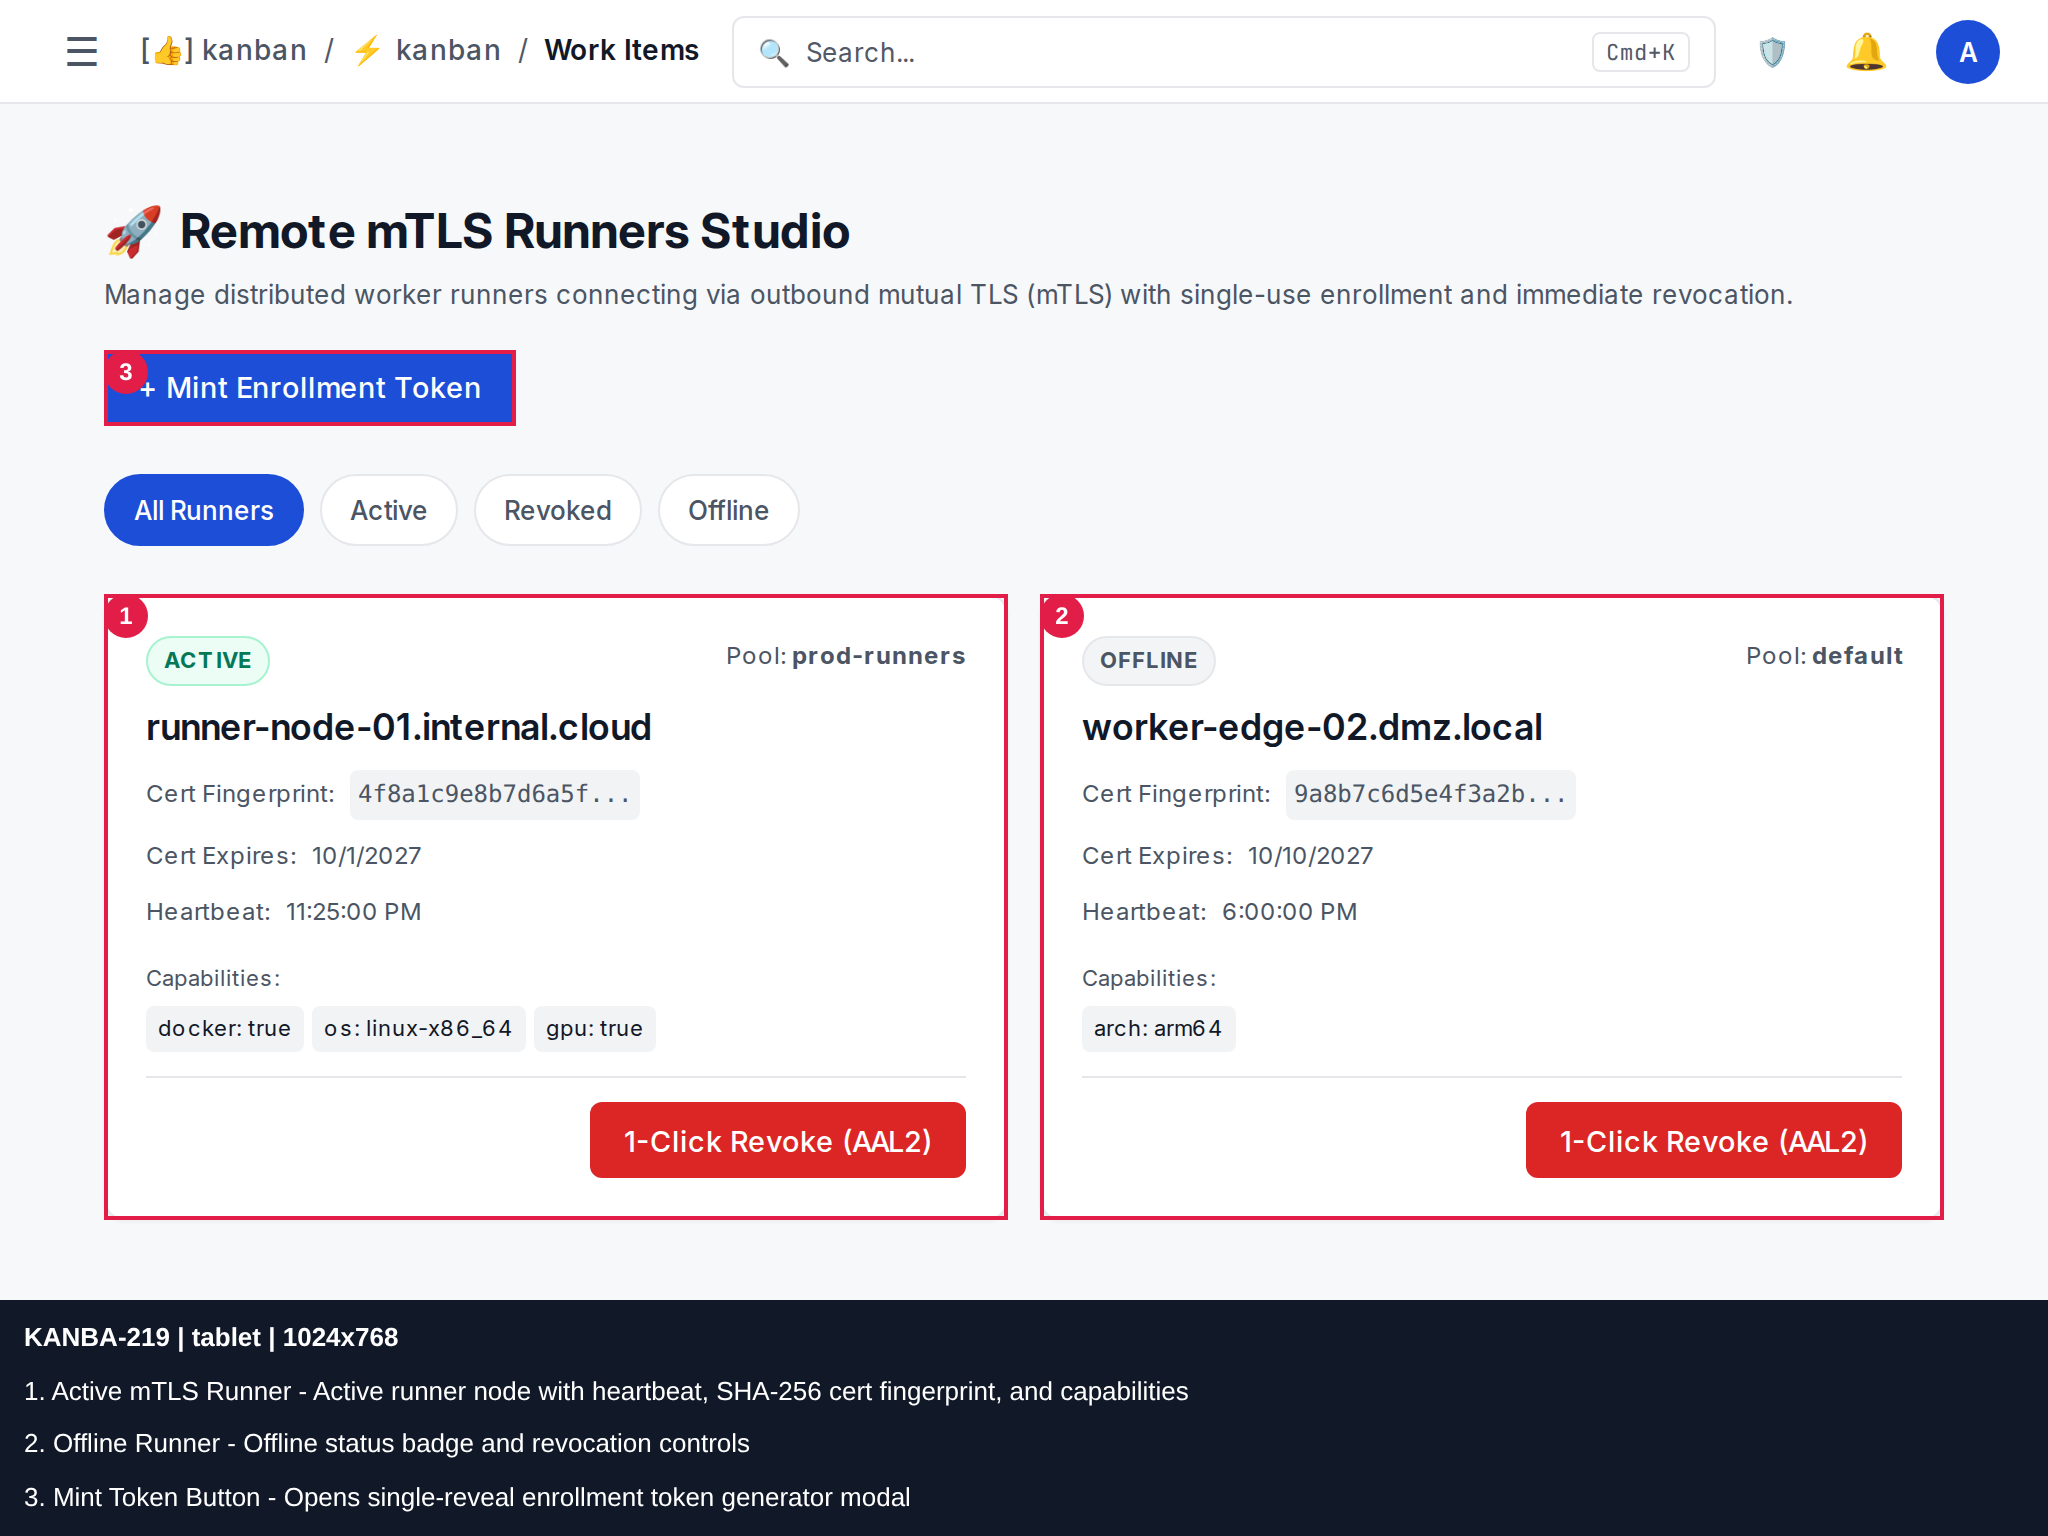 ☰ [👍] kanban / ⚡ kanban / Work Items 🔍 Search... Cmd+K 🛡️ 🔔 A
🚀 Remote mTLS Runners Studio
Manage distributed worker runners connecting via outbound mutual TLS (mTLS) with single-use enrollment and immediate revocation.
3
+ Mint Enrollment Token
All Runners Active Revoked Offline
1
ACTIVE Pool: prod-runners
runner-node-01.internal.cloud
Cert Fingerprint: 4f8a1c9e8b7d6a5f...
Cert Expires: 10/1/2027
Heartbeat: 11:25:00 PM
Capabilities:
docker: true os: linux-x86_64 gpu: true
1-Click Revoke (AAL2)
2
OFFLINE Pool: default
worker-edge-02.dmz.local
Cert Fingerprint: 9a8b7c6d5e4f3a2b...
Cert Expires: 10/10/2027
Heartbeat: 6:00:00 PM
Capabilities:
arch: arm64
1-Click Revoke (AAL2)
KANBA-219 | tablet | 1024x768
1. Active mTLS Runner - Active runner node with heartbeat, SHA-256 cert fingerprint, and capabilities
2. Offline Runner - Offline status badge and revocation controls
3. Mint Token Button - Opens single-reveal enrollment token generator modal